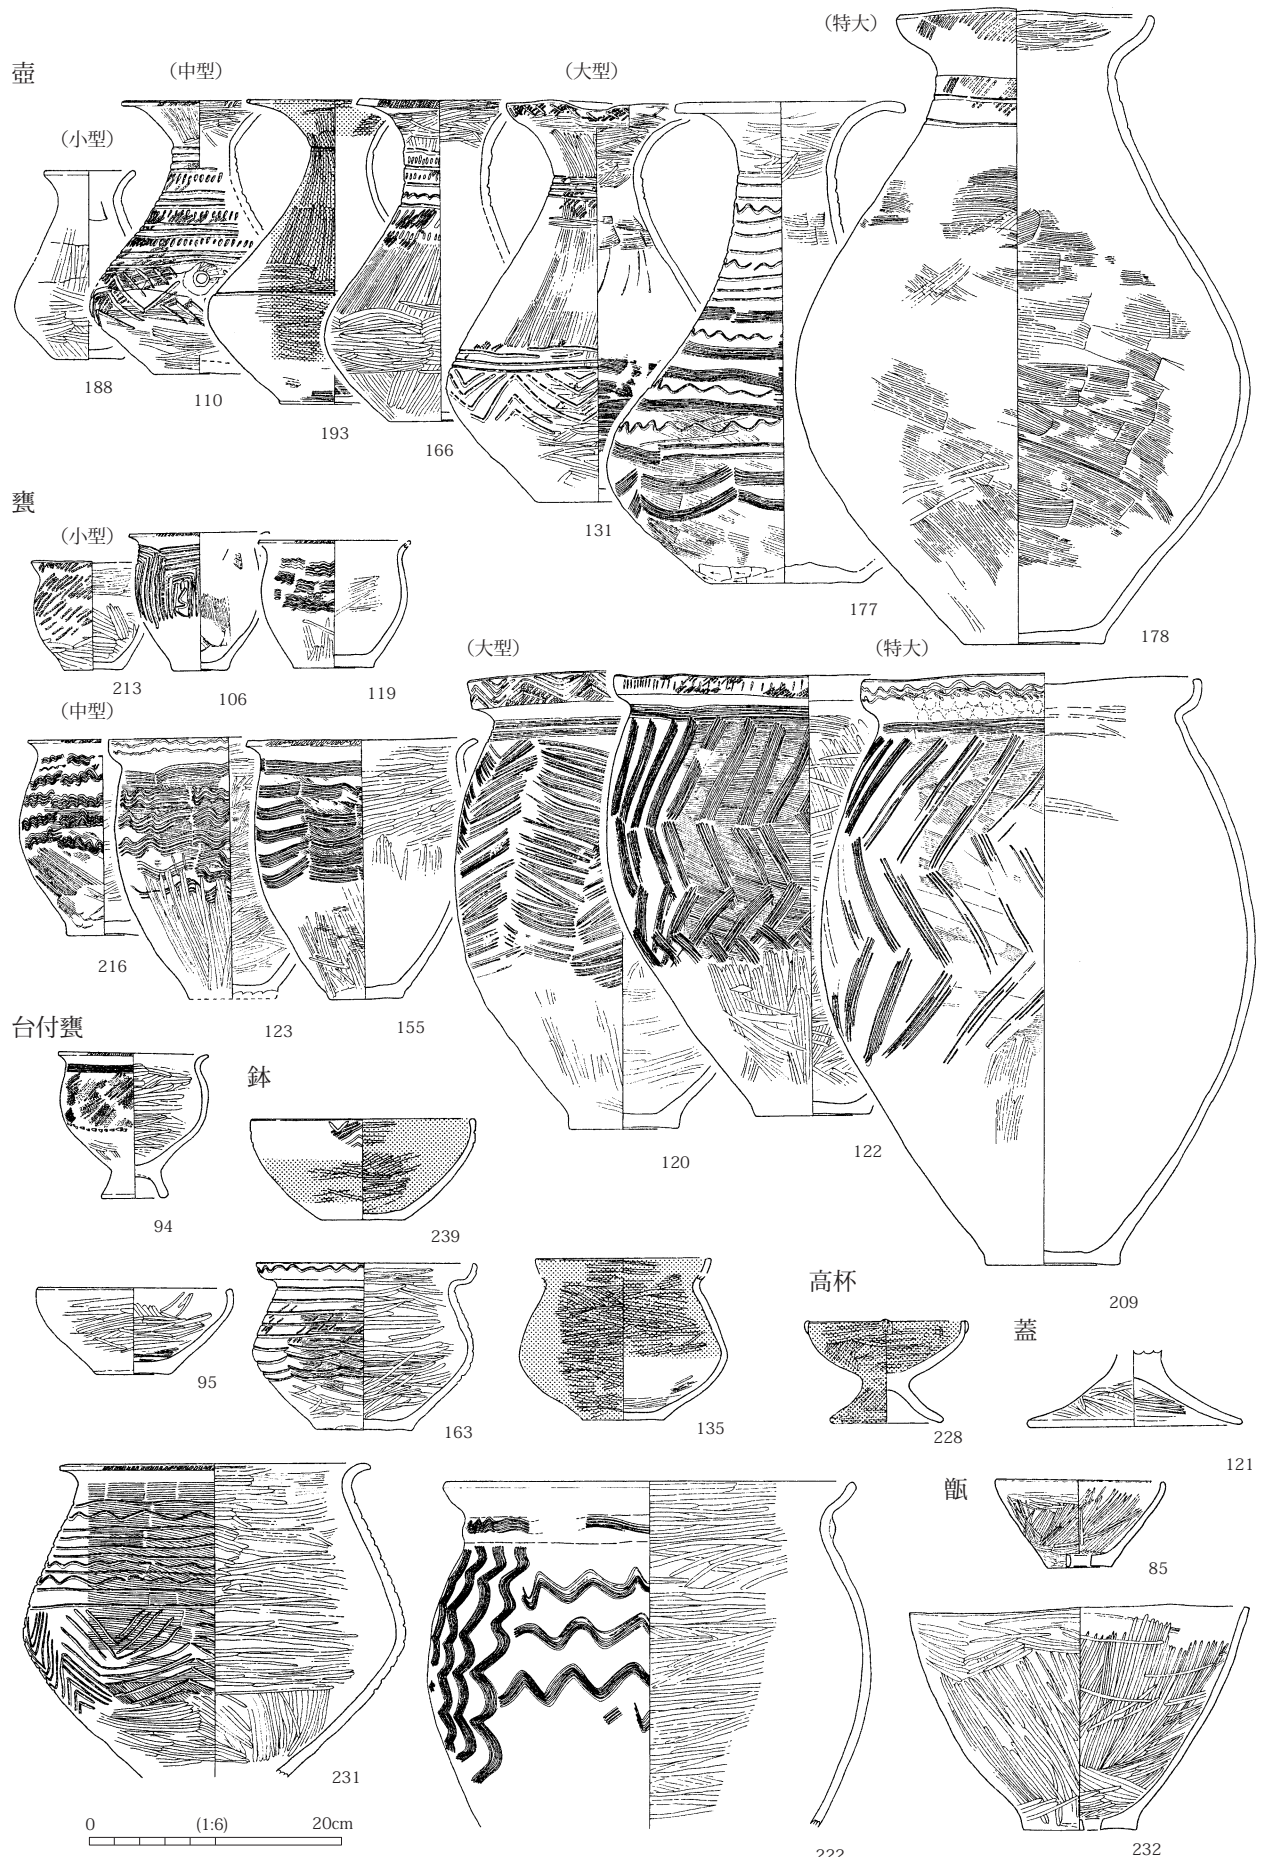 壺
（小型）
（中型）
（大型）
（特大）
188
110
193
166
131
177
178
甕
（小型）
213
106
119
（中型）
216
123
155
（大型）
（特大）
120
122
209
台付甕
94
鉢
239
95
163
135
高杯
228
蓋
121
231
222
甑
85
232
0 (1:6) 20cm